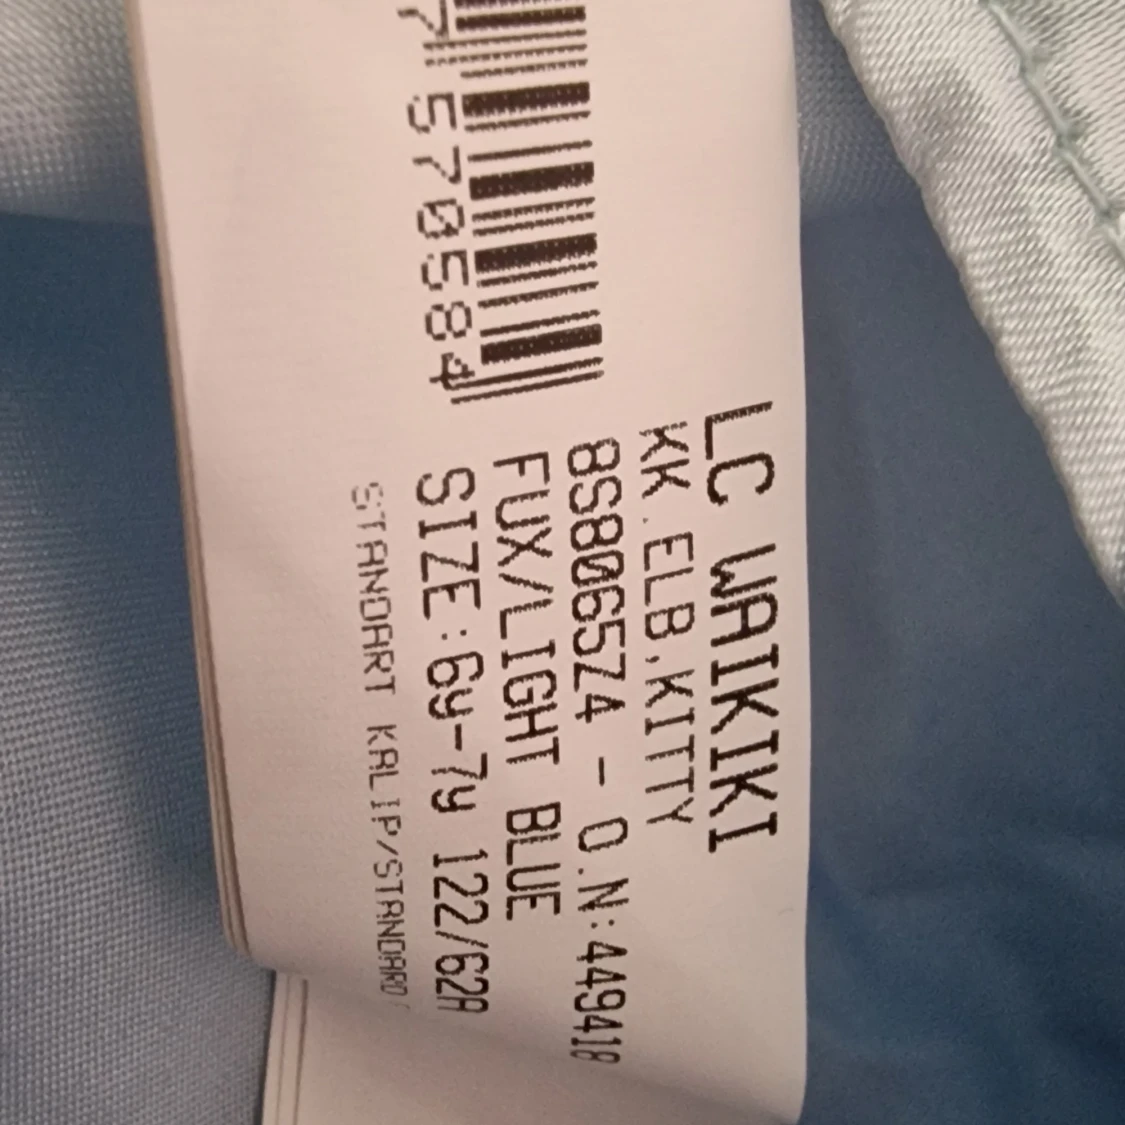 LC WAIKIKI
KK.ELB.KITTY
8S8065Z4 - O.N:449418
FUX/LIGHT BLUE
SIZE:6y-7y 122/62A
STANDART KALIP/STANDARD
7 570584